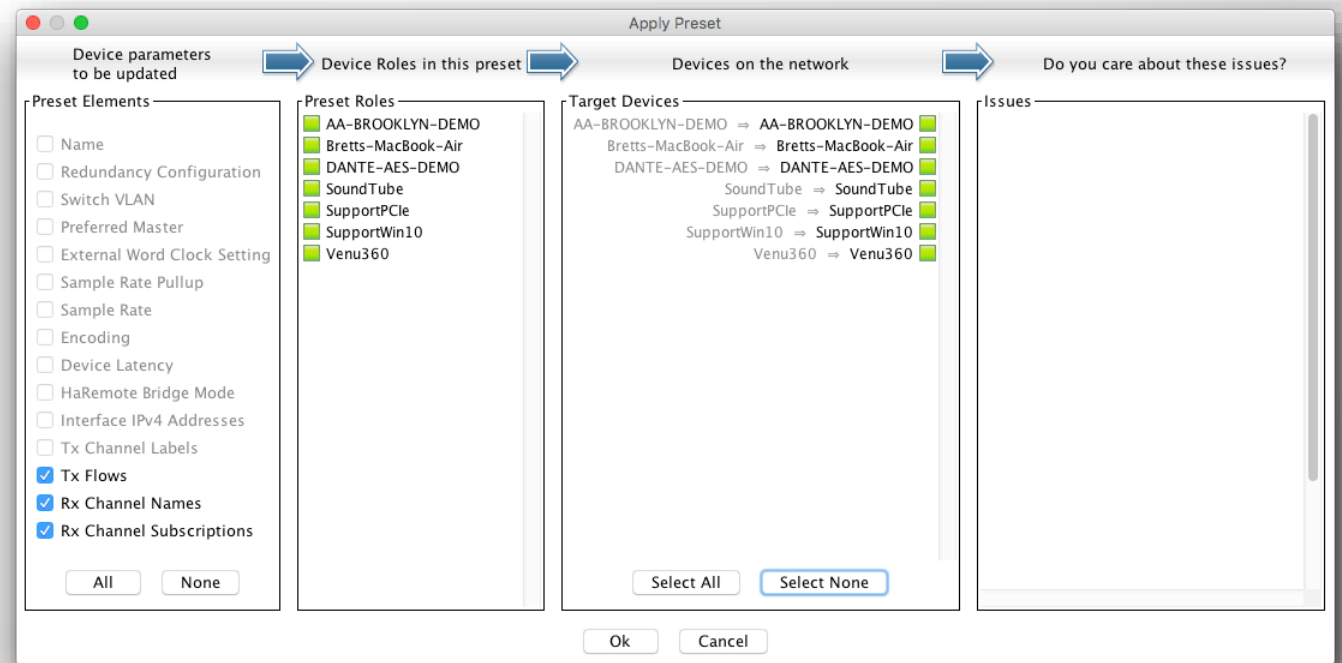 Apply Preset
Device parameters
to be updated
Device Roles in this preset
Devices on the network
Do you care about these issues?
Preset Elements
Name
Redundancy Configuration
Switch VLAN
Preferred Master
External Word Clock Setting
Sample Rate Pullup
Sample Rate
Encoding
Device Latency
HaRemote Bridge Mode
Interface IPv4 Addresses
Tx Channel Labels
Tx Flows
Rx Channel Names
Rx Channel Subscriptions
All None
Preset Roles
AA-BROOKLYN-DEMO
Bretts-MacBook-Air
DANTE-AES-DEMO
SoundTube
SupportPCIe
SupportWin10
Venu360
Target Devices
AA-BROOKLYN-DEMO ⇒ AA-BROOKLYN-DEMO
Bretts-MacBook-Air ⇒ Bretts-MacBook-Air
DANTE-AES-DEMO ⇒ DANTE-AES-DEMO
SoundTube ⇒ SoundTube
SupportPCIe ⇒ SupportPCIe
SupportWin10 ⇒ SupportWin10
Venu360 ⇒ Venu360
Select All Select None
Issues
Ok Cancel